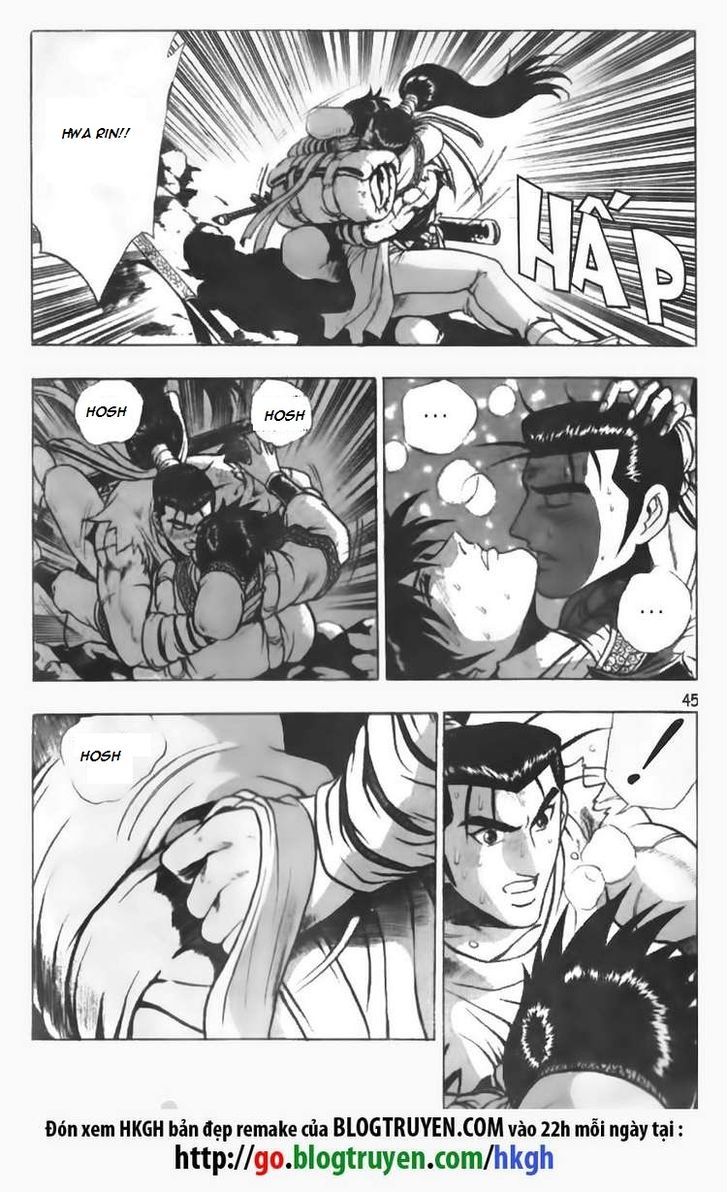 HWA RIN!!
HẤP
HOSH
HOSH
...
...
45
HOSH
!
Đón xem HKGH bản đẹp remake của BLOGTRUYEN.COM vào 22h mỗi ngày tại :
http://go.blogtruyen.com/hkgh